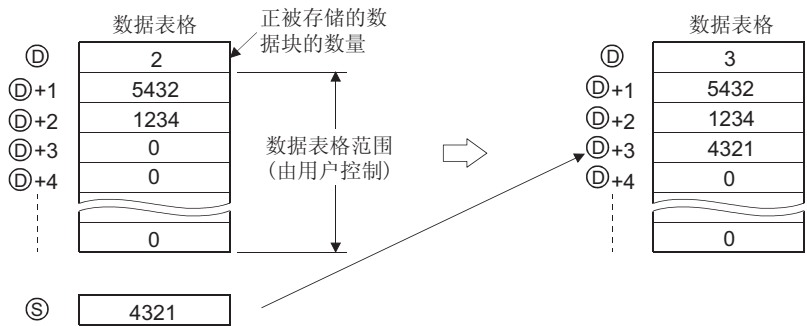 数据表格
正被存储的数
据块的数量
Ⓓ 2
Ⓓ+1 5432
Ⓓ+2 1234
Ⓓ+3 0
Ⓓ+4 0
0
数据表格范围
(由用户控制)
Ⓢ 4321
数据表格
Ⓓ 3
Ⓓ+1 5432
Ⓓ+2 1234
Ⓓ+3 4321
Ⓓ+4 0
0